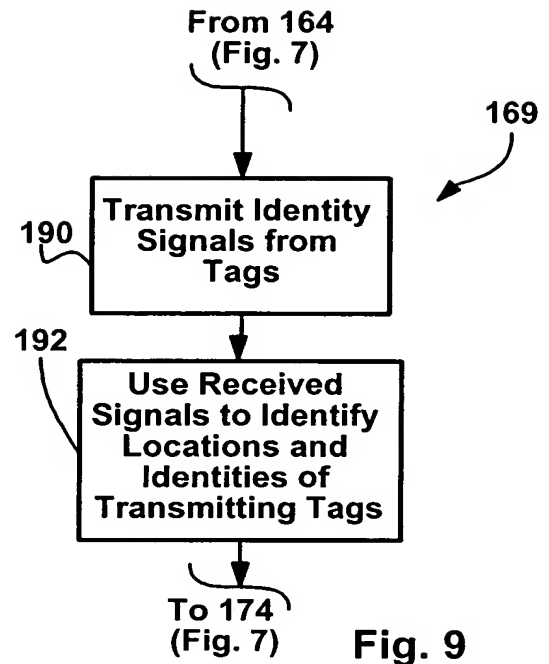 From 164
(Fig. 7)
169
190
Transmit Identity
Signals from
Tags
192
Use Received
Signals to Identify
Locations and
Identities of
Transmitting Tags
To 174
(Fig. 7)
Fig. 9